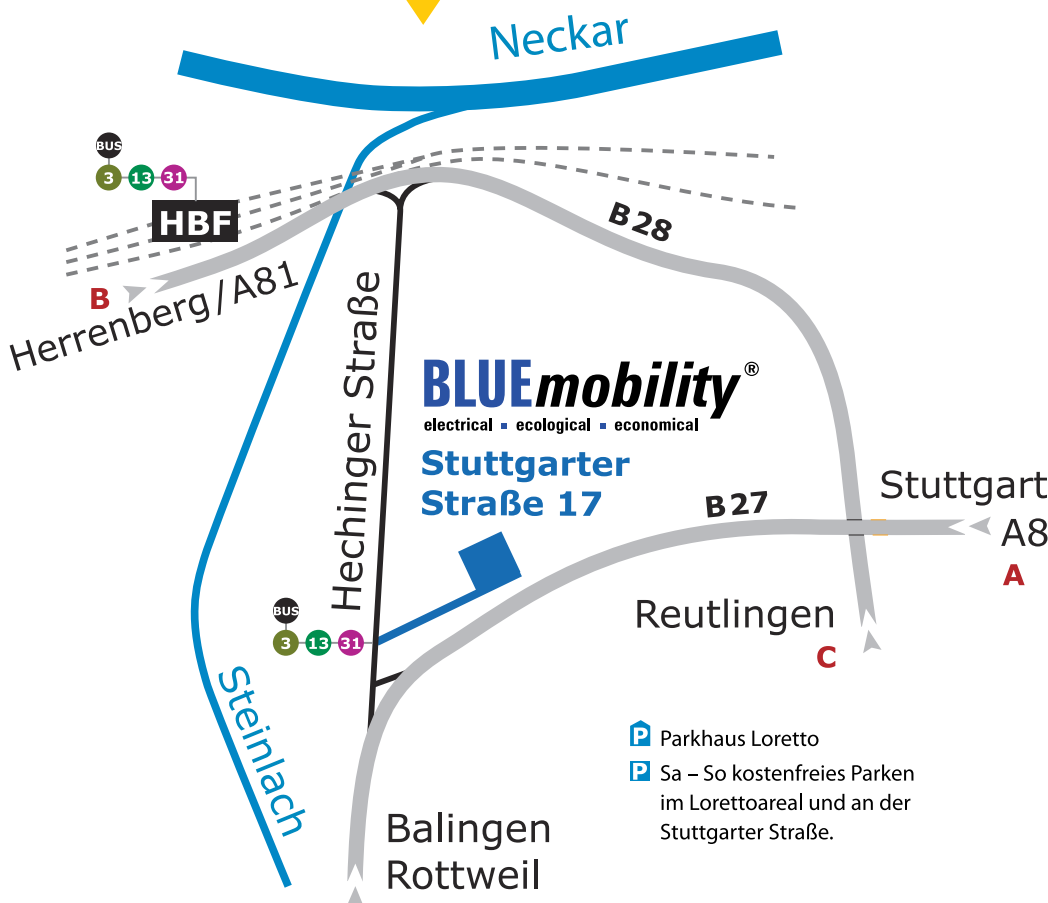 Neckar
BUS
3 13 31
HBF
B 28
B
Herrenberg/A81
Hechinger Straße
BLUEmobility®
electrical ▪ ecological ▪ economical
Stuttgarter
Straße 17
B 27
Stuttgart
A8
A
BUS
3 13 31
Reutlingen
C
Steinlach
P Parkhaus Loretto
P Sa – So kostenfreies Parken
im Lorettoareal und an der
Stuttgarter Straße.
Balingen
Rottweil